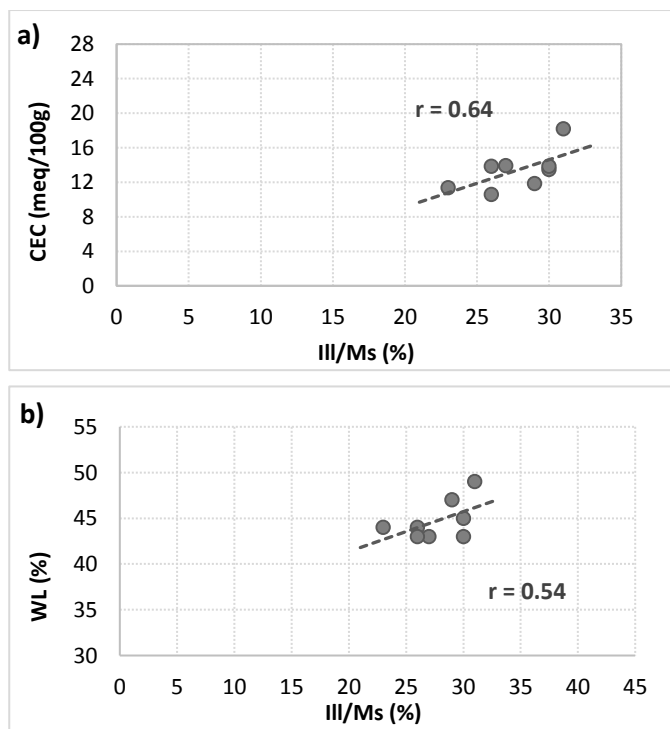 a)
28
24
20
16
12
8
4
0
CEC (meq/100g)
r = 0.64
0 5 10 15 20 25 30 35
Ill/Ms (%)
b)
55
50
45
40
35
30
WL (%)
r = 0.54
0 5 10 15 20 25 30 35 40 45
Ill/Ms (%)